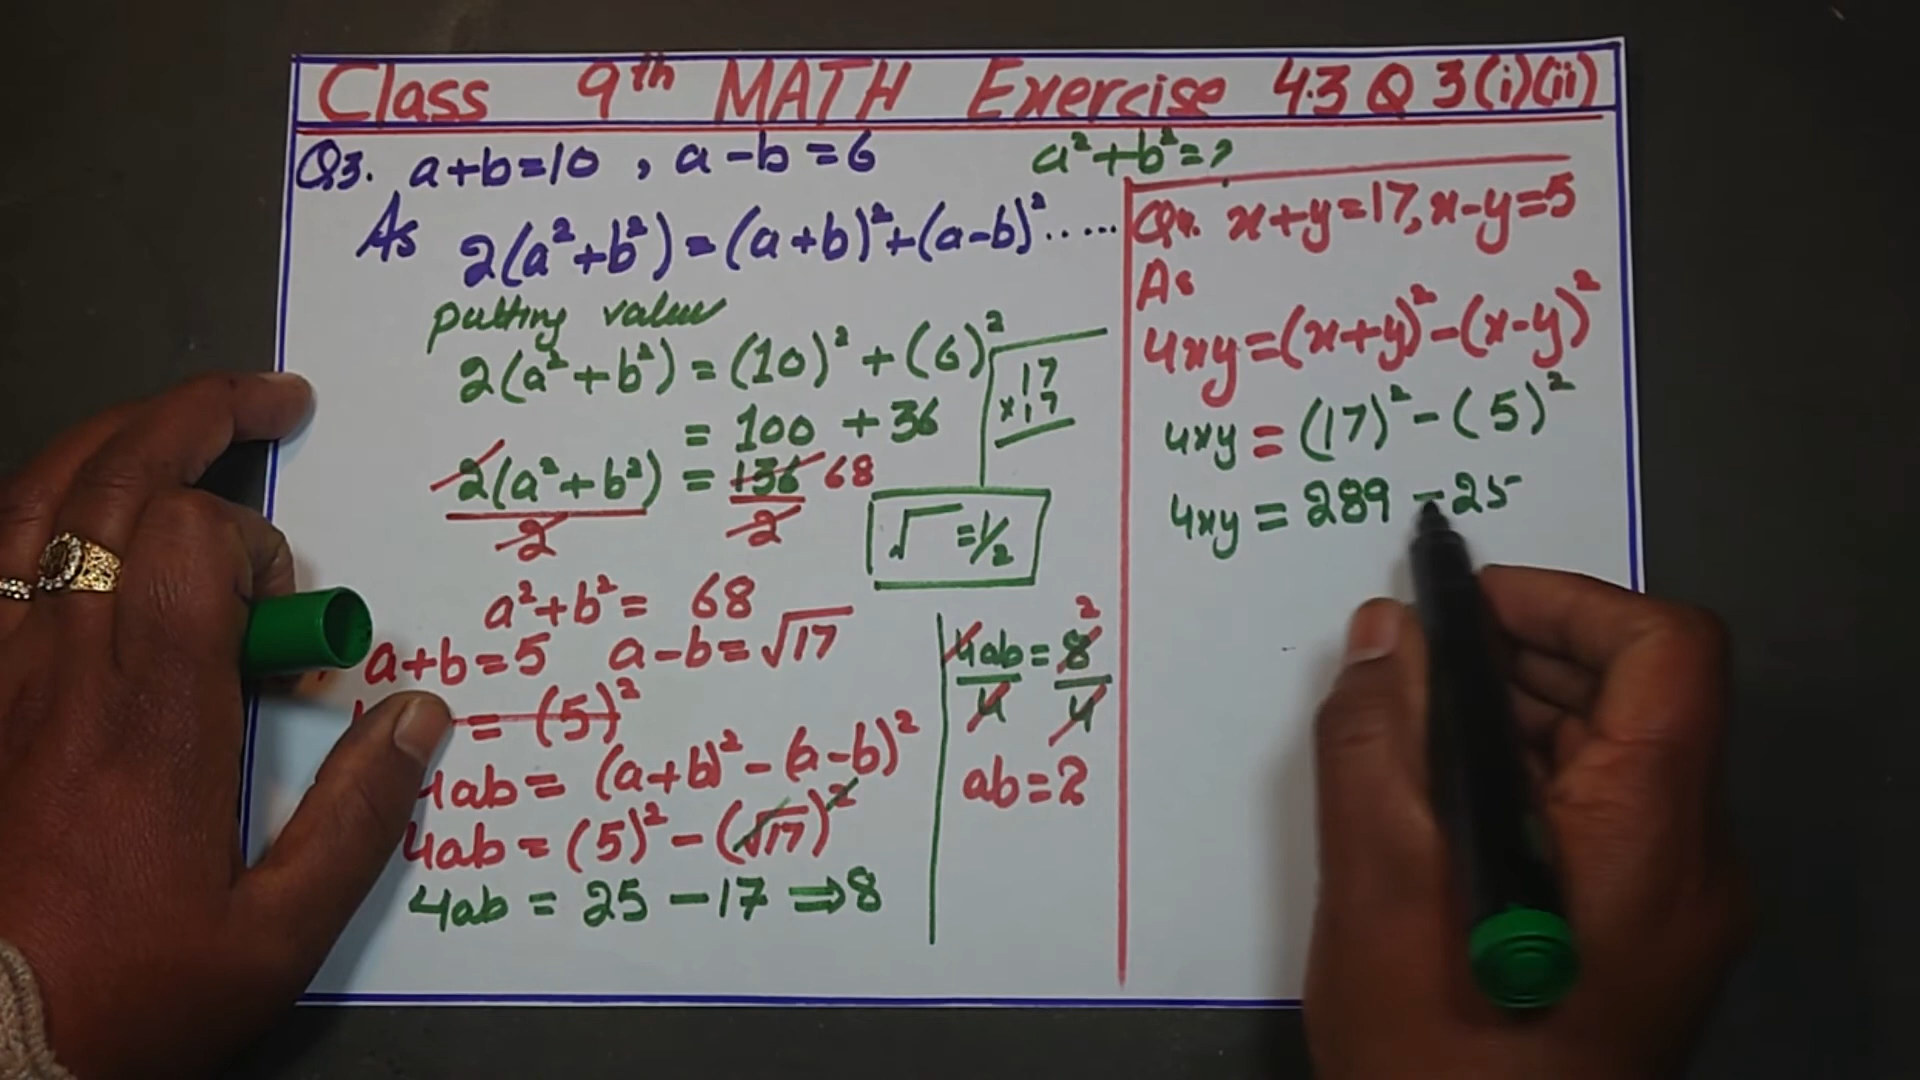 Class 9th MATH Exercise 4.3 Q 3(i)(ii)
Q3. a+b=10 , a-b=6 a²+b²=?
As 2(a²+b²)=(a+b)²+(a-b)².....
putting value
2(a²+b²) = (10)² + (6)²
= 100 + 36
2(a²+b²) = 136 68
2 2
a²+b²= 68
a+b=5 a-b=√17
= (5)²
4ab = (a+b)²-(a-b)²
4ab = (5)² - (√17)²
4ab = 25 - 17 ⇒ 8
17
×17
√ =1/2
2
4ab = 8
4 4
ab=2
Q4. x+y=17, x-y=5
As
4xy=(x+y)²-(x-y)²
4xy = (17)² - (5)²
4xy = 289 - 25